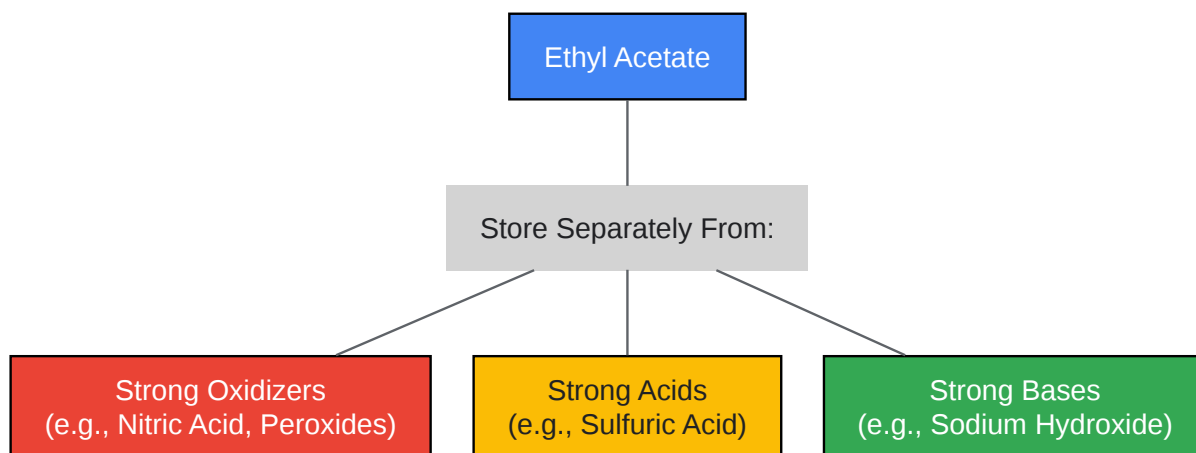 Ethyl Acetate
Store Separately From:
Strong Oxidizers
(e.g., Nitric Acid, Peroxides)
Strong Acids
(e.g., Sulfuric Acid)
Strong Bases
(e.g., Sodium Hydroxide)